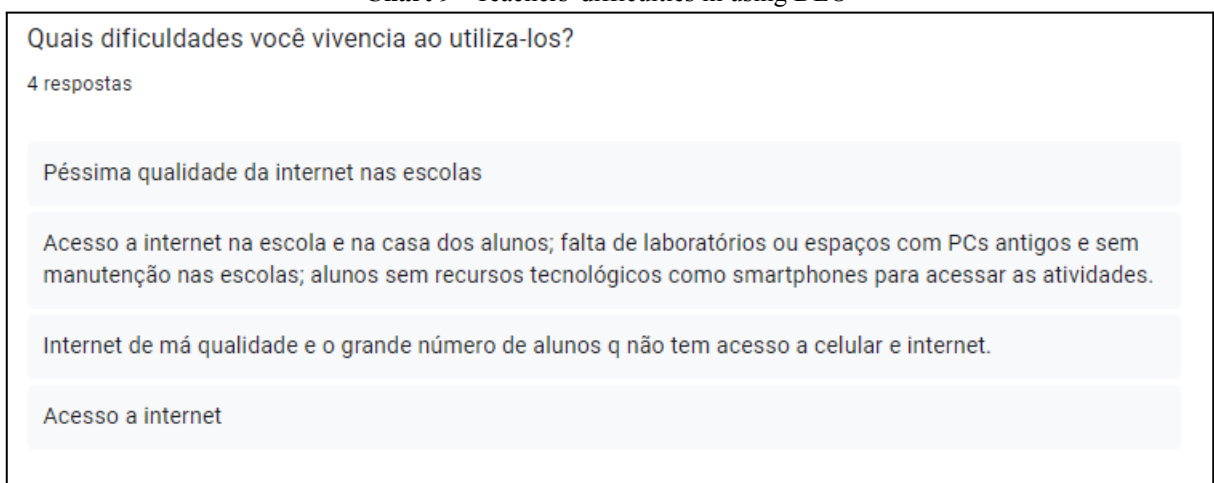 Quais dificuldades você vivencia ao utiliza-los?
4 respostas
Péssima qualidade da internet nas escolas
Acesso a internet na escola e na casa dos alunos; falta de laboratórios ou espaços com PCs antigos e sem
manutenção nas escolas; alunos sem recursos tecnológicos como smartphones para acessar as atividades.
Internet de má qualidade e o grande número de alunos q não tem acesso a celular e internet.
Acesso a internet